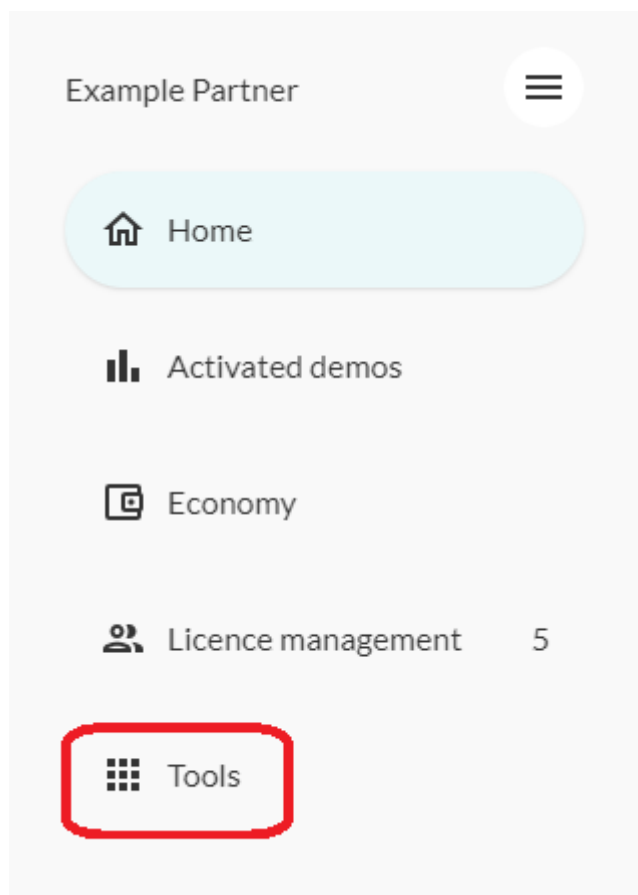 Example Partner
Home
Activated demos
Economy
Licence management 5
Tools